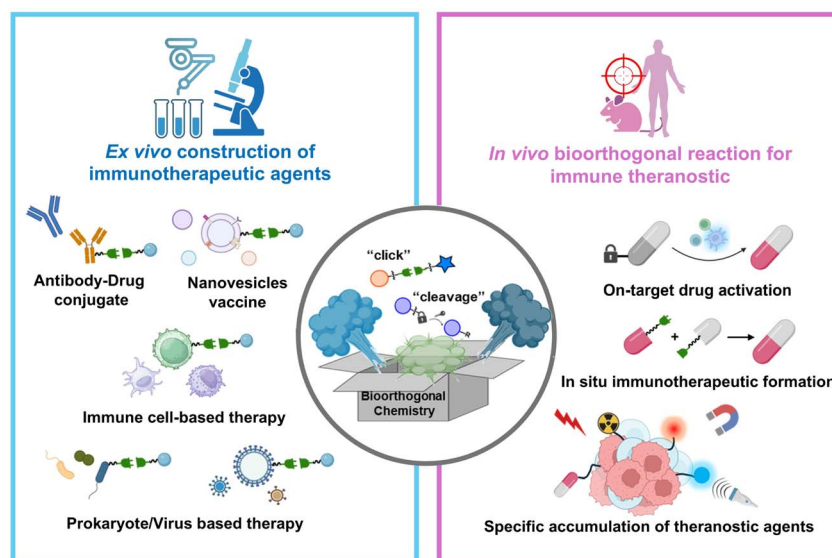 Ex vivo construction of
immunotherapeutic agents
Antibody-Drug
conjugate
Nanovesicles
vaccine
Immune cell-based therapy
Prokaryote/Virus based therapy
“click”
“cleavage”
R
Bioorthogonal
Chemistry
In vivo bioorthogonal reaction for
immune theranostic
On-target drug activation
+
In situ immunotherapeutic formation
Specific accumulation of theranostic agents